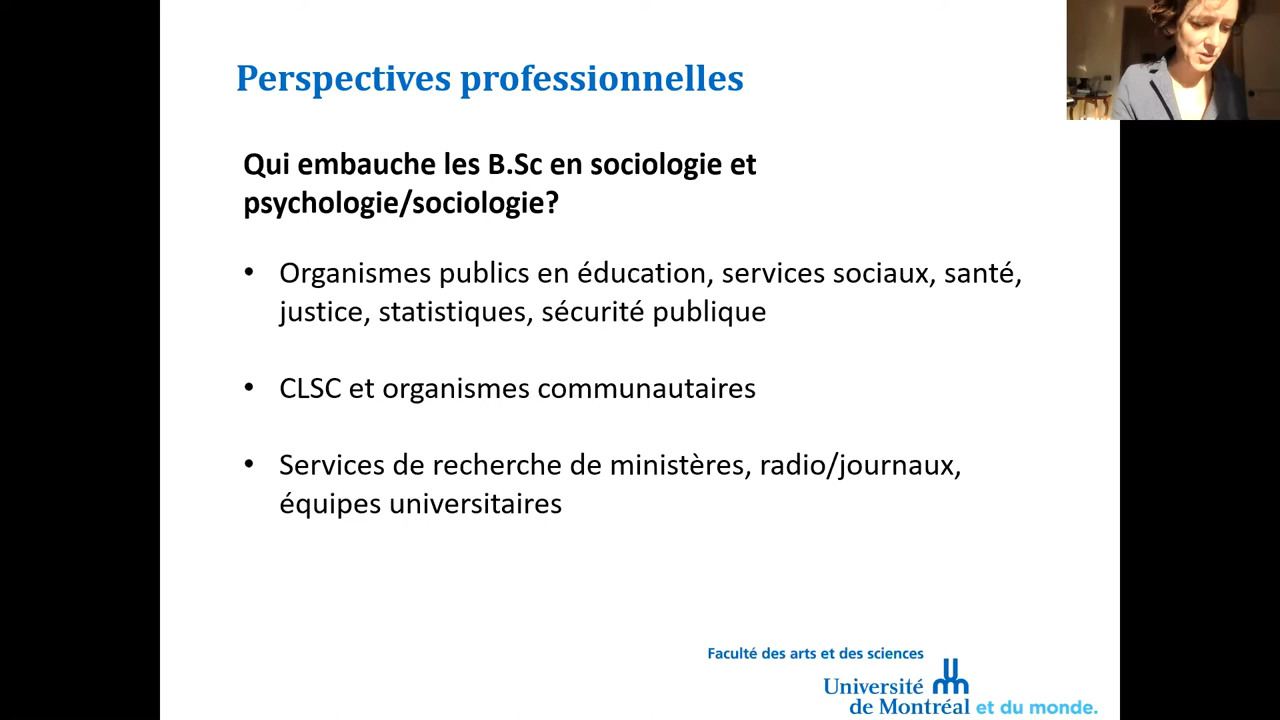 Perspectives professionnelles
Qui embauche les B.Sc en sociologie et
psychologie/sociologie?
• Organismes publics en éducation, services sociaux, santé,
justice, statistiques, sécurité publique
• CLSC et organismes communautaires
• Services de recherche de ministères, radio/journaux,
équipes universitaires
Faculté des arts et des sciences
Université
de Montréal et du monde.